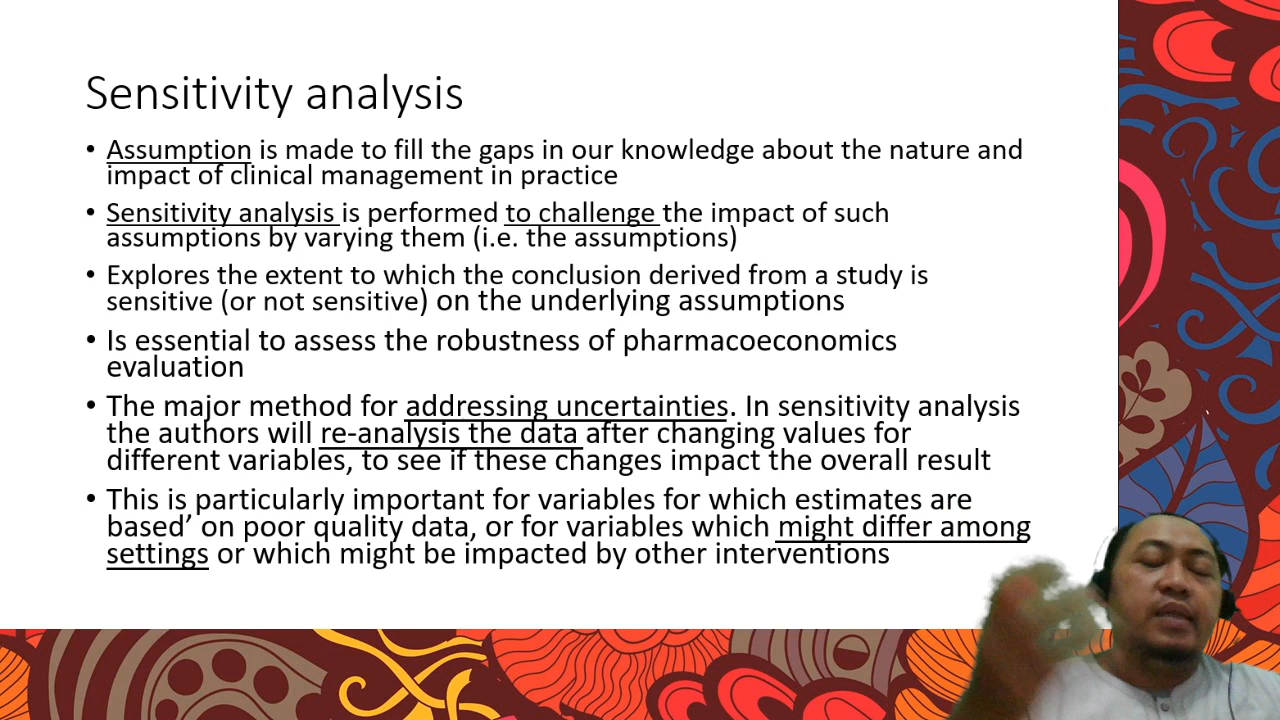 Sensitivity analysis
• Assumption is made to fill the gaps in our knowledge about the nature and
impact of clinical management in practice
• Sensitivity analysis is performed to challenge the impact of such
assumptions by varying them (i.e. the assumptions)
• Explores the extent to which the conclusion derived from a study is
sensitive (or not sensitive) on the underlying assumptions
• Is essential to assess the robustness of pharmacoeconomics
evaluation
• The major method for addressing uncertainties. In sensitivity analysis
the authors will re-analysis the data after changing values for
different variables, to see if these changes impact the overall result
• This is particularly important for variables for which estimates are
based’ on poor quality data, or for variables which might differ among
settings or which might be impacted by other interventions